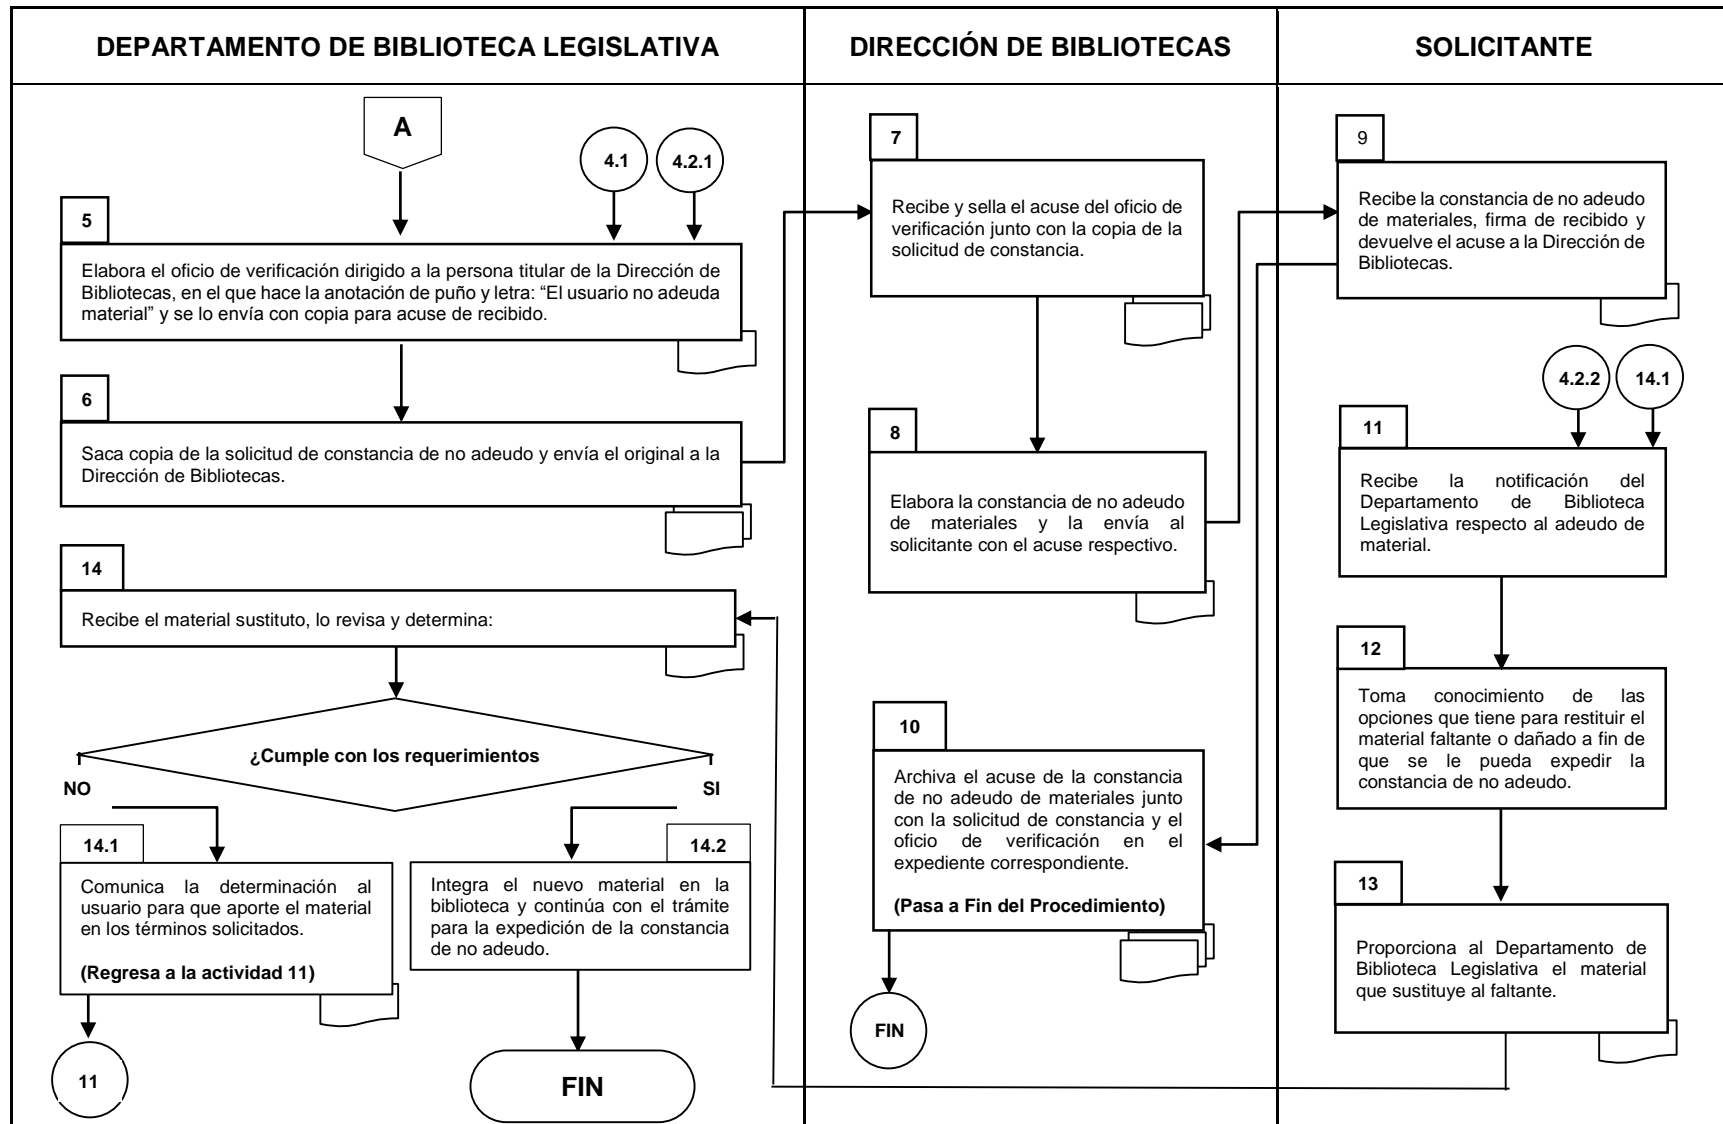 DEPARTAMENTO DE BIBLIOTECA LEGISLATIVA
DIRECCIÓN DE BIBLIOTECAS
SOLICITANTE
A
4.1
4.2.1
5
Elabora el oficio de verificación dirigido a la persona titular de la Dirección de
Bibliotecas, en el que hace la anotación de puño y letra: “El usuario no adeuda
material” y se lo envía con copia para acuse de recibido.
6
Saca copia de la solicitud de constancia de no adeudo y envía el original a la
Dirección de Bibliotecas.
14
Recibe el material sustituto, lo revisa y determina:
¿Cumple con los requerimientos
NO
SI
14.1
Comunica la determinación al
usuario para que aporte el material
en los términos solicitados.
(Regresa a la actividad 11)
11
14.2
Integra el nuevo material en la
biblioteca y continúa con el trámite
para la expedición de la constancia
de no adeudo.
FIN
7
Recibe y sella el acuse del oficio de
verificación junto con la copia de la
solicitud de constancia.
8
Elabora la constancia de no adeudo
de materiales y la envía al
solicitante con el acuse respectivo.
10
Archiva el acuse de la constancia
de no adeudo de materiales junto
con la solicitud de constancia y el
oficio de verificación en el
expediente correspondiente.
(Pasa a Fin del Procedimiento)
FIN
9
Recibe la constancia de no adeudo
de materiales, firma de recibido y
devuelve el acuse a la Dirección de
Bibliotecas.
4.2.2
14.1
11
Recibe la notificación del
Departamento de Biblioteca
Legislativa respecto al adeudo de
material.
12
Toma conocimiento de las
opciones que tiene para restituir el
material faltante o dañado a fin de
que se le pueda expedir la
constancia de no adeudo.
13
Proporciona al Departamento de
Biblioteca Legislativa el material
que sustituye al faltante.